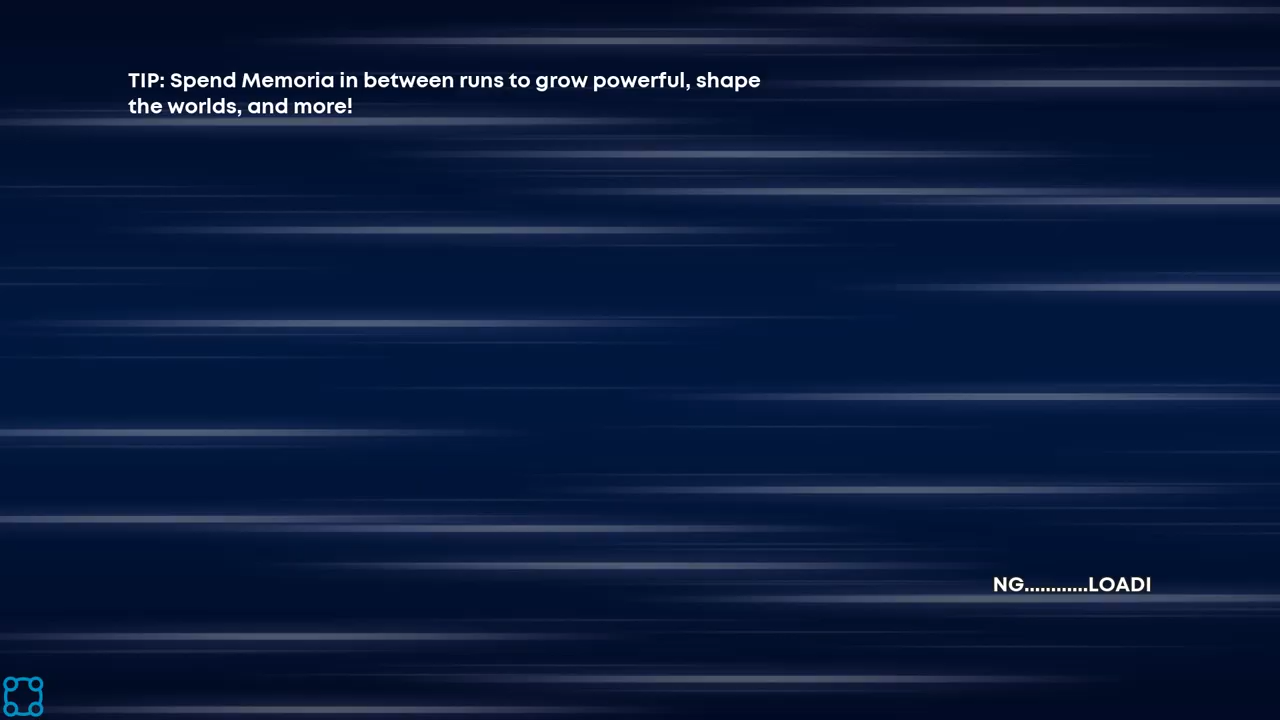 TIP: Spend Memoria in between runs to grow powerful, shape
the worlds, and more!
NG............LOADI